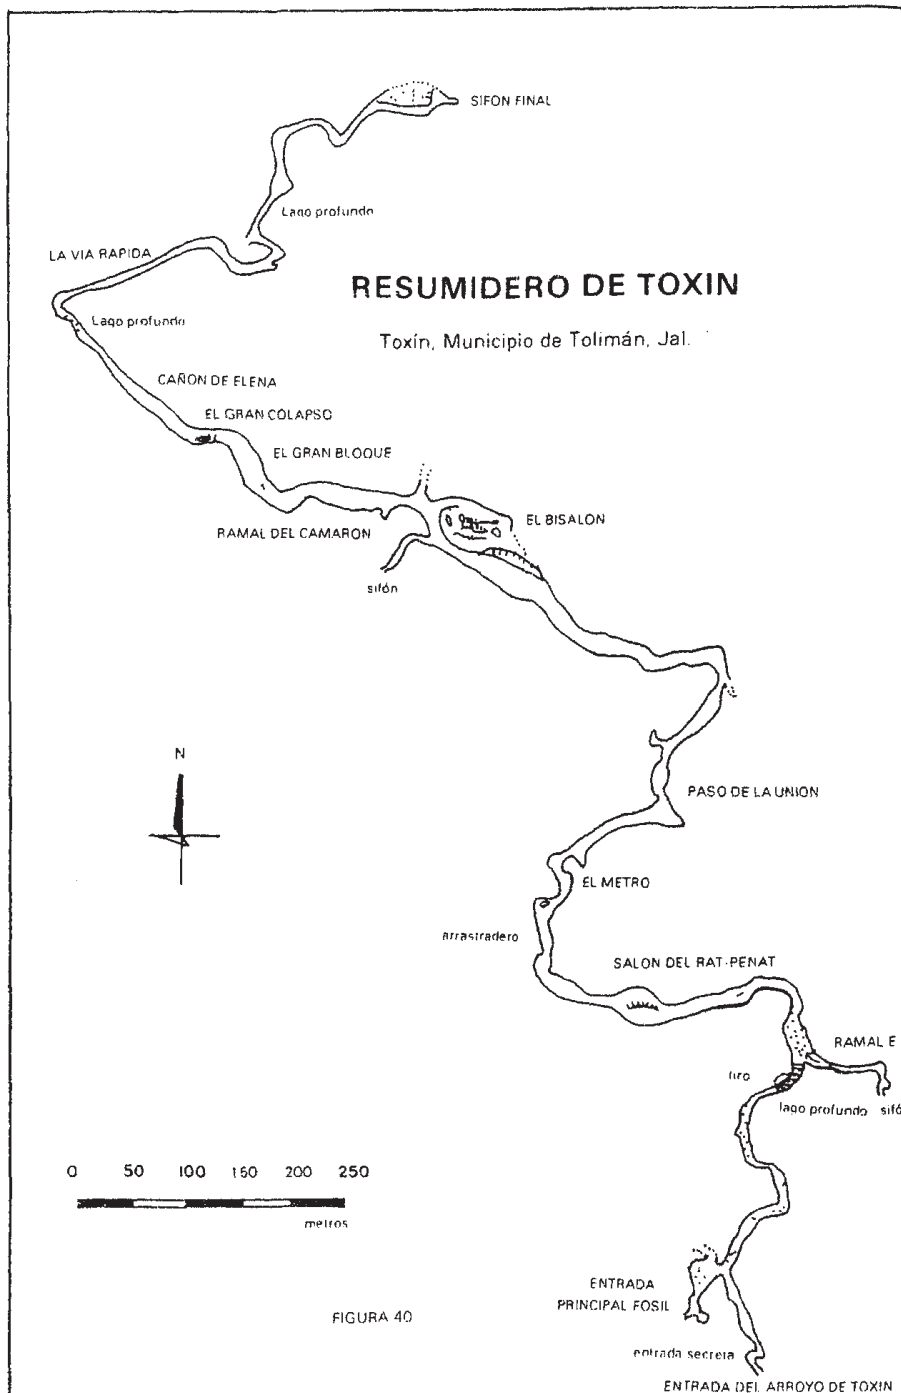 SIFON FINAL
Lago profundo
LA VIA RAPIDA
RESUMIDERO DE TOXIN
Lago profundo
Toxín, Municipio de Tolimán, Jal.
CAÑON DE ELENA
EL GRAN COLAPSO
EL GRAN BLOQUE
EL BISALON
RAMAL DEL CAMARON
sifón
N
PASO DE LA UNION
EL METRO
arrastradero
SALON DEL RAT-PENAT
RAMAL E
tiro
lago profundo
sifó
0 50 100 150 200 250
metros
ENTRADA
PRINCIPAL FOSIL
FIGURA 40
entrada secreta
ENTRADA DEL ARROYO DE TOXIN